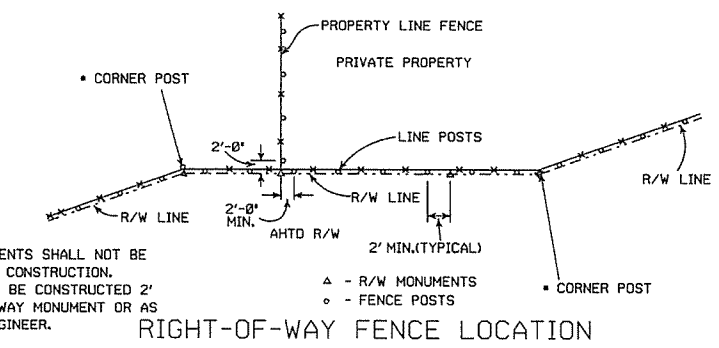 PROPERTY LINE FENCE
PRIVATE PROPERTY
* CORNER POST
LINE POSTS
2'-0"
R/W LINE
R/W LINE
R/W LINE
2'-0"
MIN.
AHTD R/W
2' MIN.(TYPICAL)
ENTS SHALL NOT BE
CONSTRUCTION.
BE CONSTRUCTED 2'
WAY MONUMENT OR AS
GINEER.
△ - R/W MONUMENTS
○ - FENCE POSTS
* CORNER POST
RIGHT-OF-WAY FENCE LOCATION